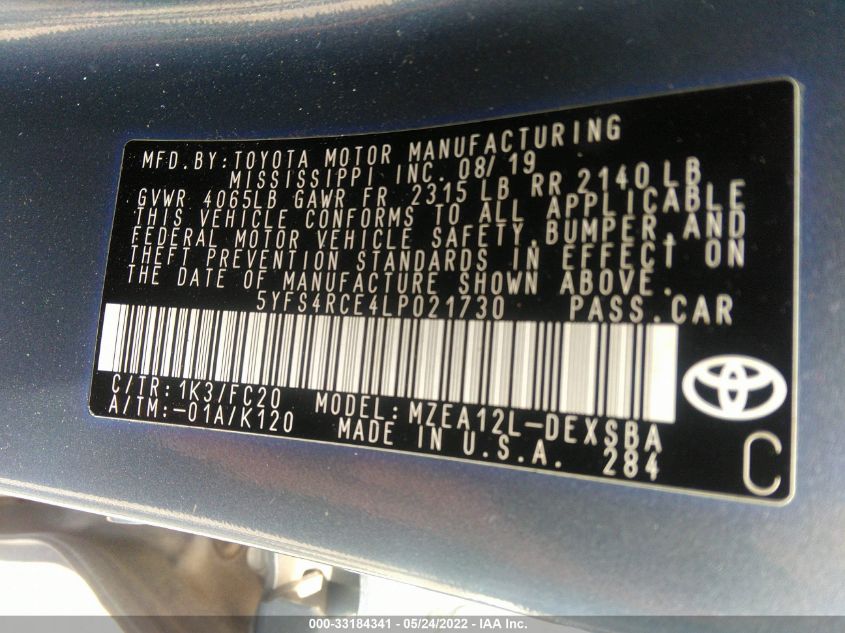 MFD.BY:TOYOTA MOTOR MANUFACTURING
MISSISSIPPI INC. 08/19
GVWR 4065LB GAWR FR 2315 LB RR 2140 LB
THIS VEHICLE CONFORMS TO ALL APPLICABLE
FEDERAL MOTOR VEHICLE SAFETY,BUMPER,AND
THEFT PREVENTION STANDARDS IN EFFECT ON
THE DATE OF MANUFACTURE SHOWN ABOVE.
5YFS4RCE4LP021730 PASS.CAR
C/TR:1K3/FC20
A/TM:-01A/K120 MODEL:MZEA12L-DEXSBA
MADE IN U.S.A. 284
C
000-33184341 - 05/24/2022 - IAA Inc.